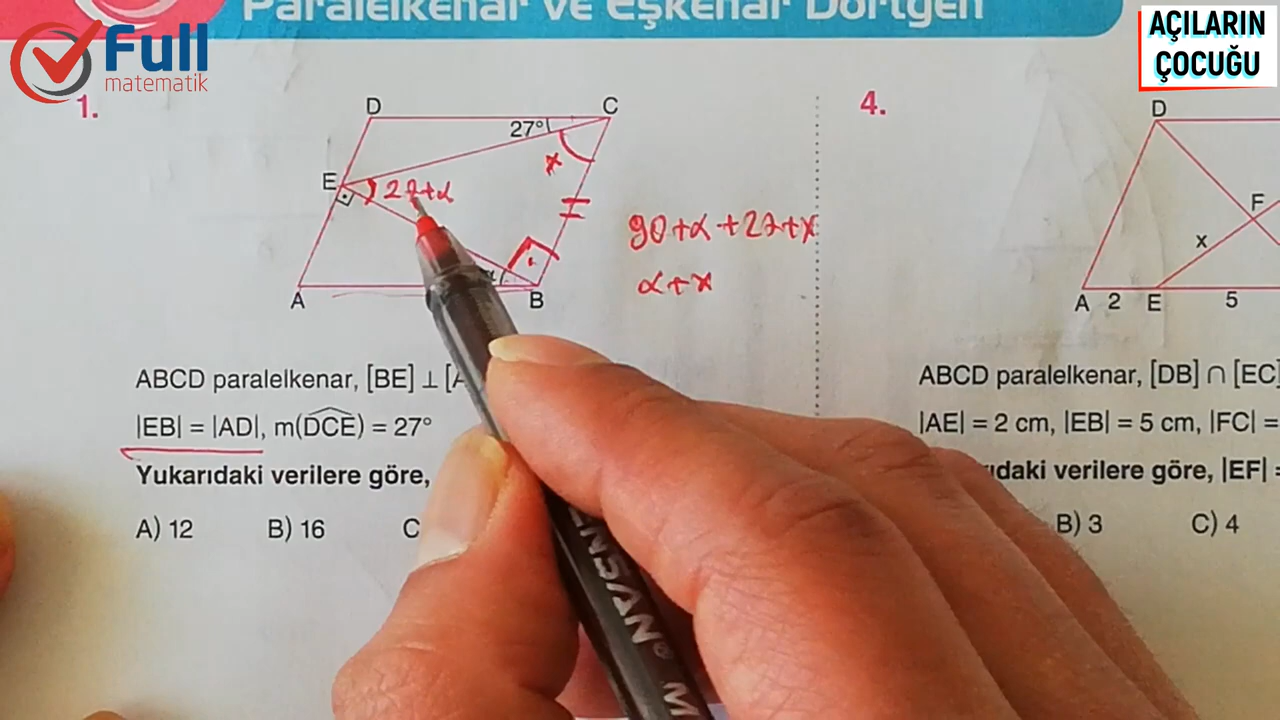 Paralelkenar ve Eşkenar Dörtgen
Full
matematik
AÇILARIN
ÇOCUĞU
1.
D
C
27°
x
E
27+α
α
A
B
90+α+27+x
α+x
ABCD paralelkenar, [BE] ⊥ [A
|EB| = |AD|, m(DCE) = 27°
Yukarıdaki verilere göre,
A) 12 B) 16 C
4.
D
F
x
A 2 E 5
ABCD paralelkenar, [DB] ∩ [EC]
|AE| = 2 cm, |EB| = 5 cm, |FC| =
verilere göre, |EF| =
B) 3 C) 4
ENSAN